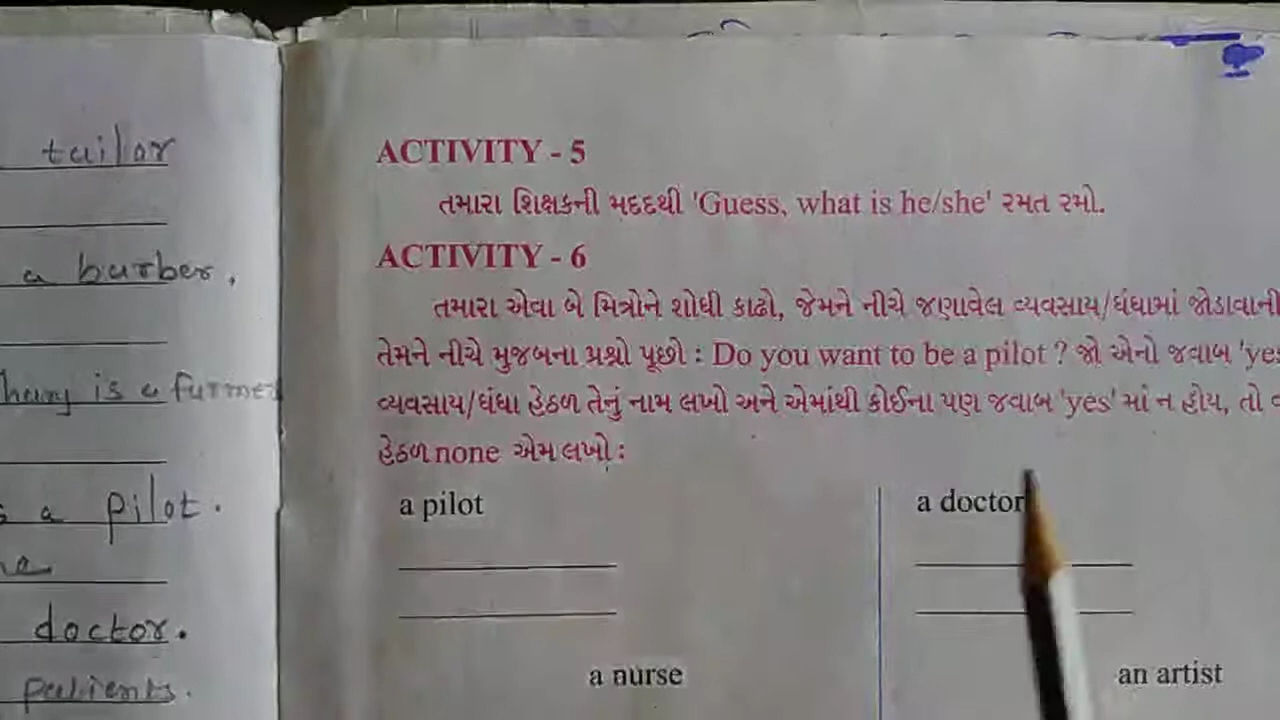 tailor
a barber.
is a farmer
a pilot.
doctor.
patients.
ACTIVITY - 5
તમારા શિક્ષકની મદદથી 'Guess, what is he/she' રમત રમો.
ACTIVITY - 6
તમારા એવા બે મિત્રોને શોધી કાઢો, જેમને નીચે જણાવેલ વ્યવસાય/ધંધામાં જોડાવાની
તેમને નીચે મુજબના પ્રશ્નો પૂછો : Do you want to be a pilot ? જો એનો જવાબ 'yes
વ્યવસાય/ધંધા હેઠળ તેનું નામ લખો અને એમાંથી કોઈના પણ જવાબ 'yes' માં ન હોય, તો
હેઠળ none એમ લખો :
a pilot
a doctor
a nurse
an artist